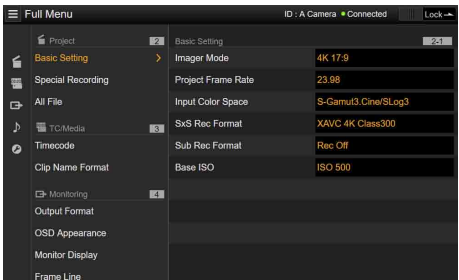 Full Menu
ID : A Camera Connected
Lock
Project 2
Basic Setting >
Special Recording
All File
TC/Media 3
Timecode
Clip Name Format
Monitoring 4
Output Format
OSD Appearance
Monitor Display
Frame Line
Basic Setting 2-1
Imager Mode 4K 17:9
Project Frame Rate 23.98
Input Color Space S-Gamut3.Cine/SLog3
SxS Rec Format XAVC 4K Class300
Sub Rec Format Rec Off
Base ISO ISO 500